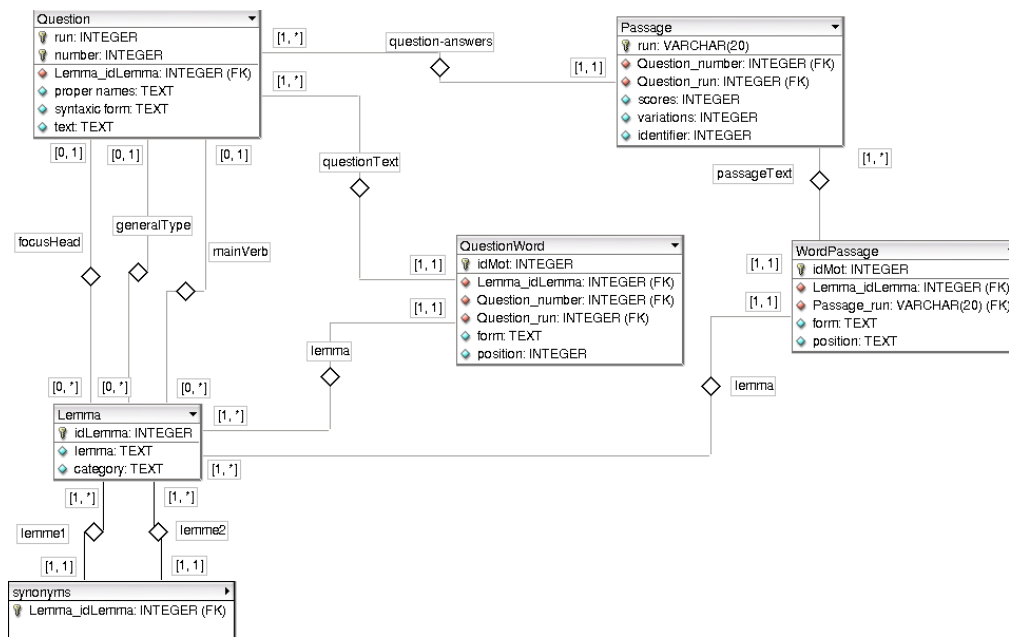 Question
run: INTEGER
number: INTEGER
Lemma_idLemma: INTEGER (FK)
proper names: TEXT
syntaxic form: TEXT
text: TEXT
[1, *]
question-answers
[1, 1]
[1, *]
Passage
run: VARCHAR(20)
Question_number: INTEGER (FK)
Question_run: INTEGER (FK)
scores: INTEGER
variations: INTEGER
identifier: INTEGER
[0, 1]
[0, 1]
[0, 1]
questionText
passageText
[1, *]
focusHead
generalType
mainVerb
[1, 1]
[1, 1]
QuestionWord
idMot: INTEGER
Lemma_idLemma: INTEGER (FK)
Question_number: INTEGER (FK)
Question_run: INTEGER (FK)
form: TEXT
position: INTEGER
[1, 1]
[1, 1]
WordPassage
idMot: INTEGER
Lemma_idLemma: INTEGER (FK)
Passage_run: VARCHAR(20) (FK)
form: TEXT
position: TEXT
lemma
lemma
[0, *]
[0, *]
[0, *]
[1, *]
[1, *]
Lemma
idLemma: INTEGER
lemma: TEXT
category: TEXT
[1, *]
[1, *]
lemme1
lemme2
[1, 1]
[1, 1]
synonyms
Lemma_idLemma: INTEGER (FK)